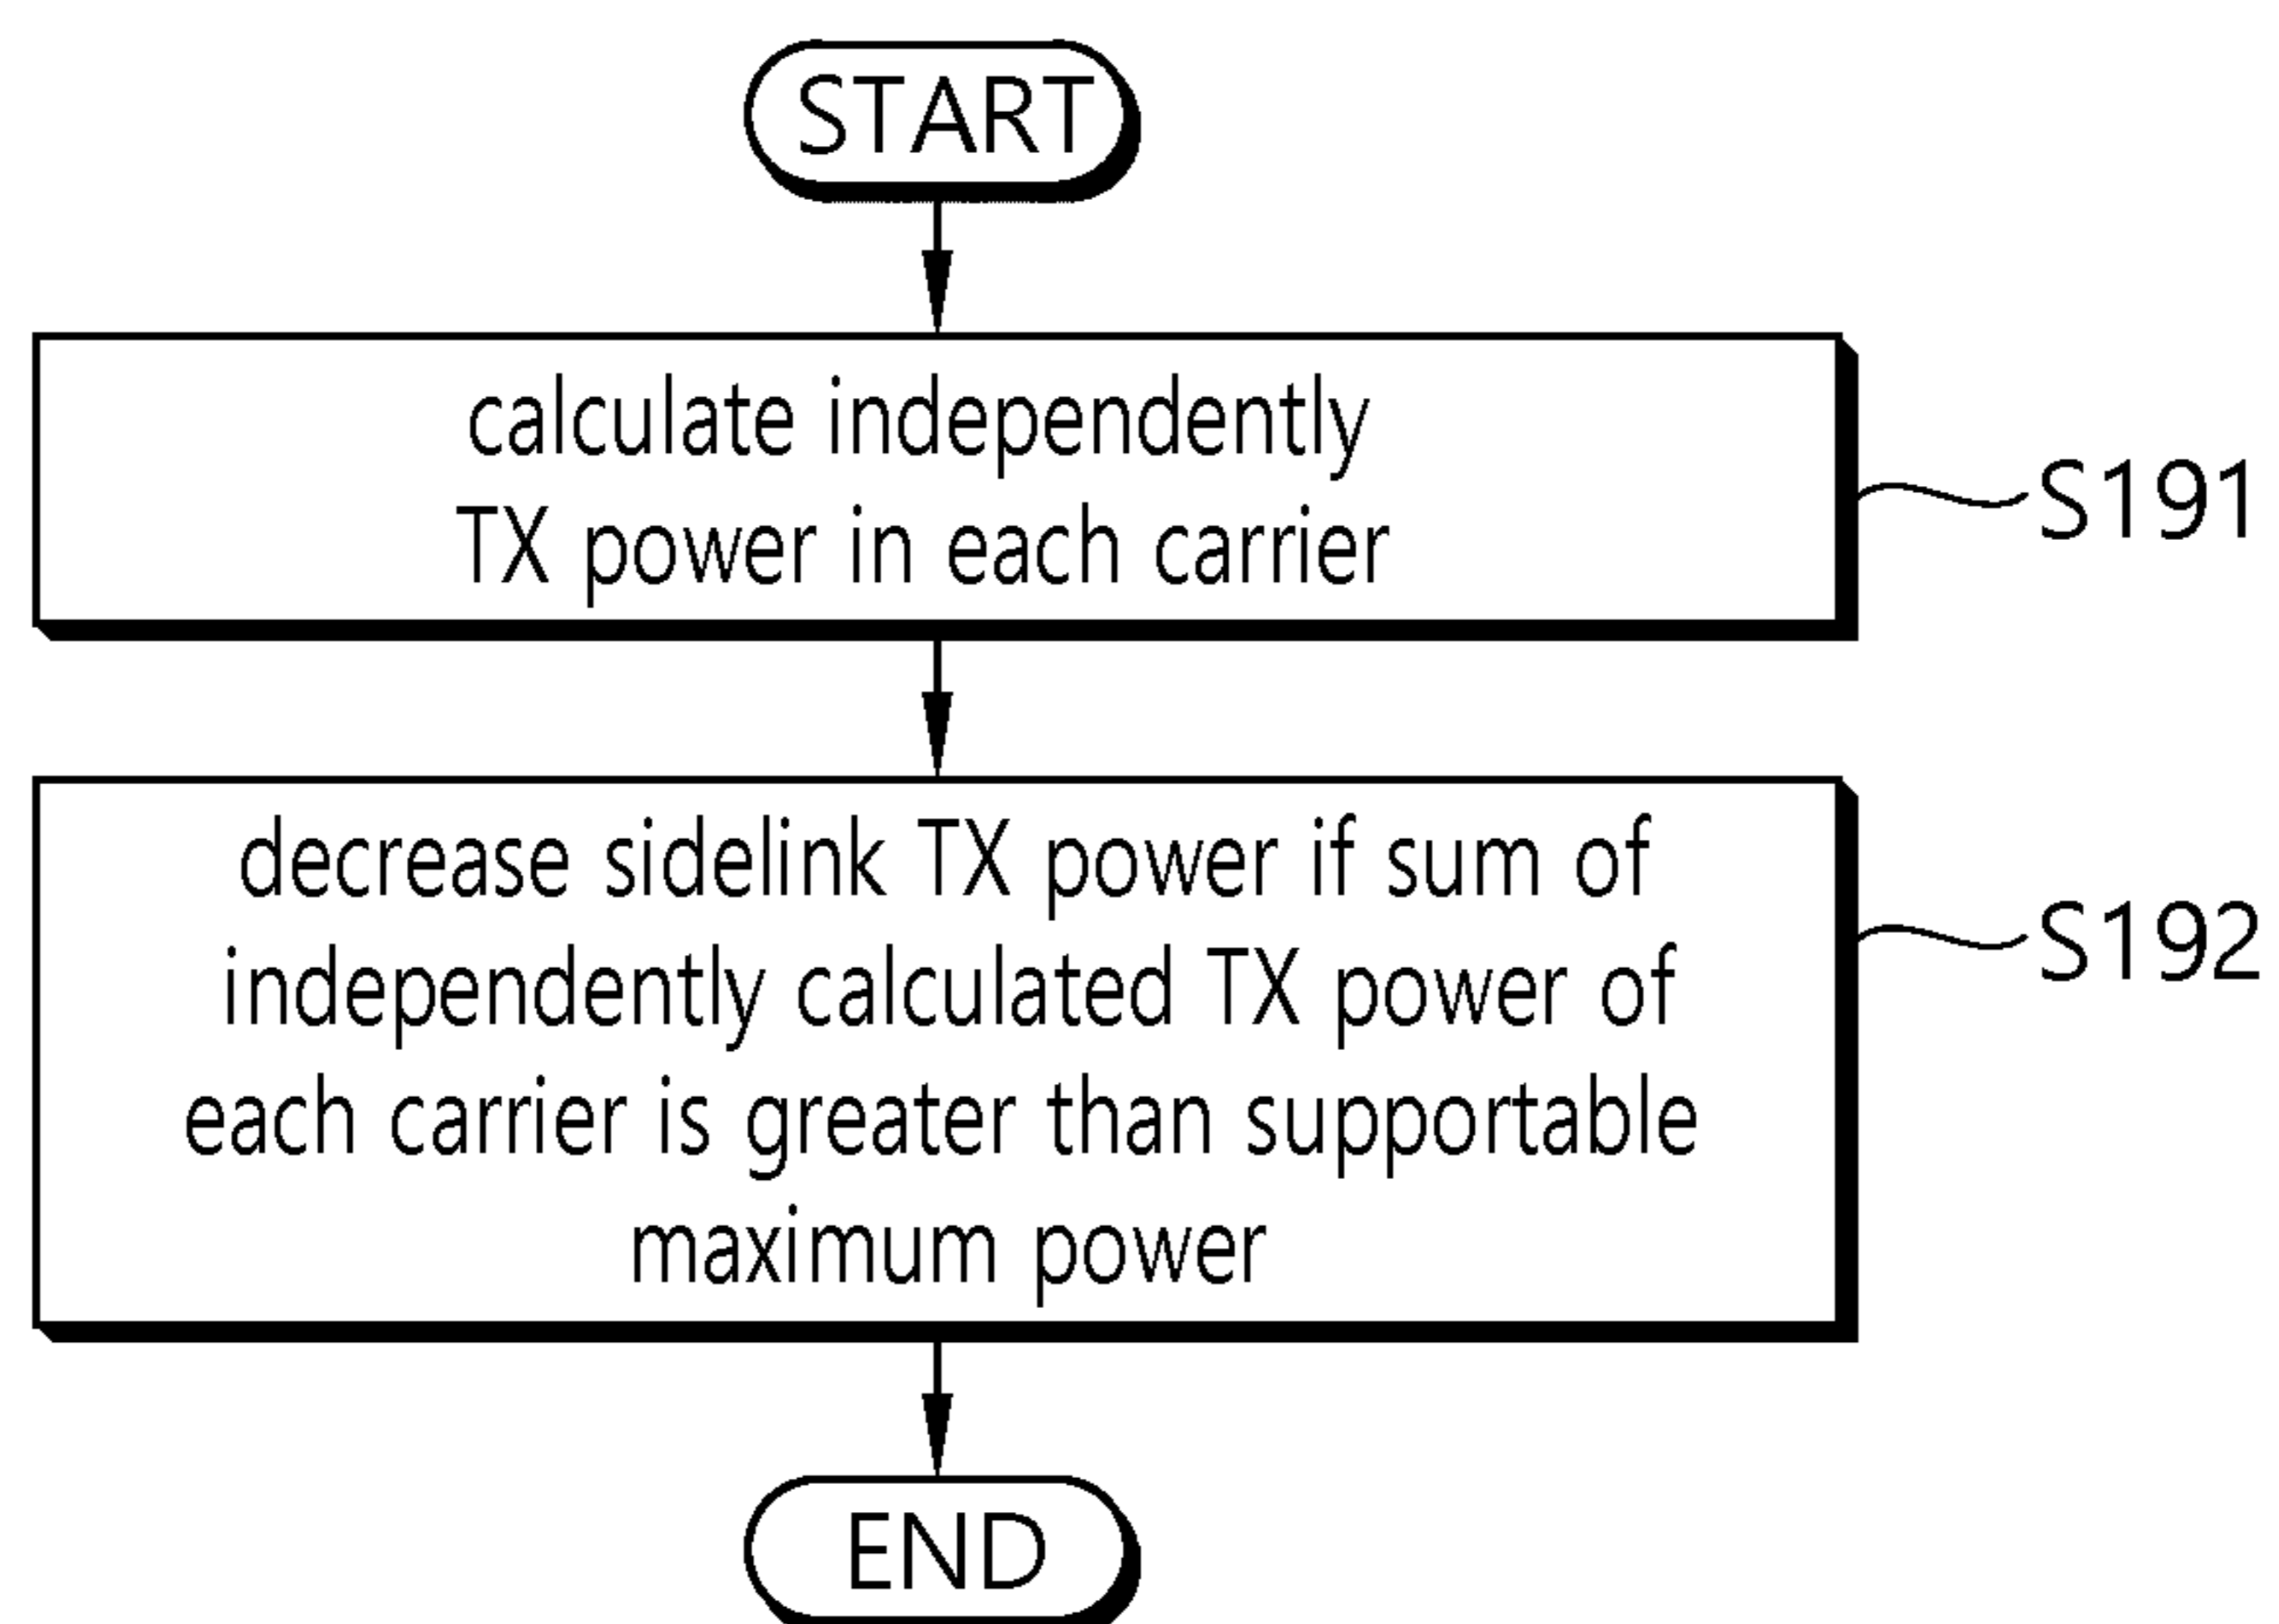 START
calculate independently
TX power in each carrier
S191
decrease sidelink TX power if sum of
independently calculated TX power of
each carrier is greater than supportable
maximum power
S192
END